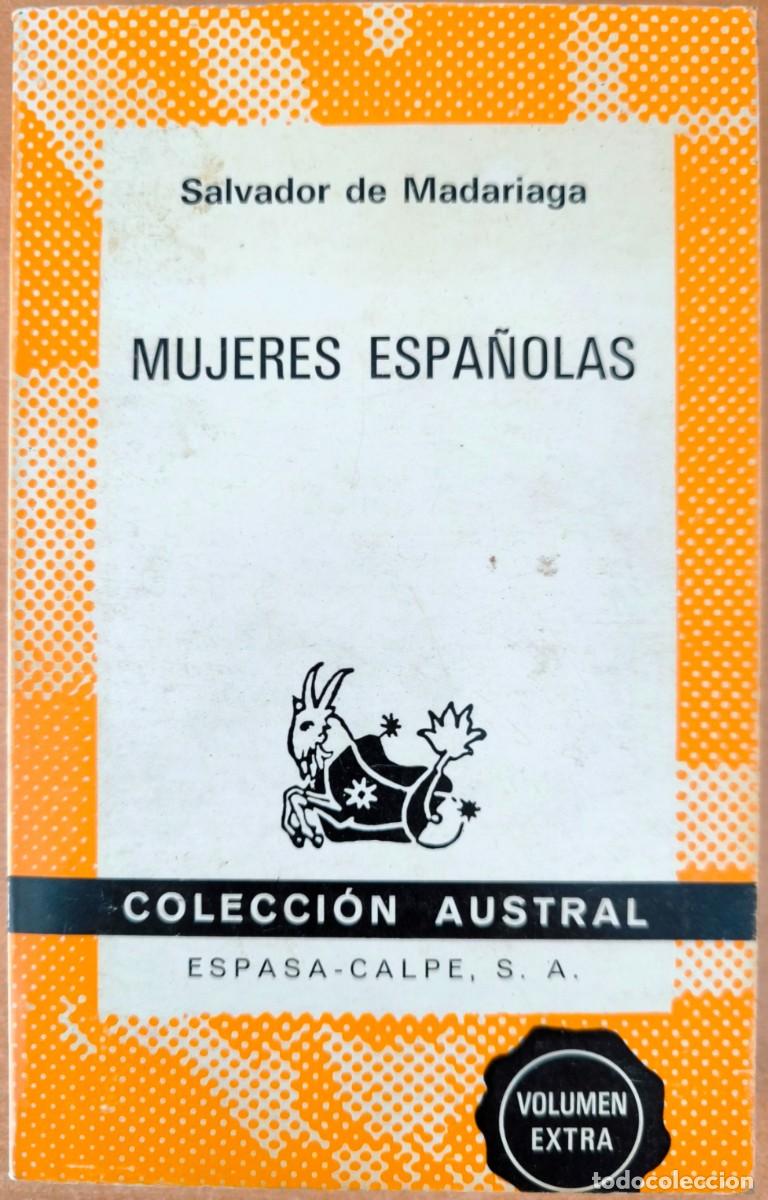 Salvador de Madariaga
MUJERES ESPAÑOLAS
COLECCIÓN AUSTRAL
ESPASA-CALPE, S. A.
VOLUMEN
EXTRA
todocoleccion